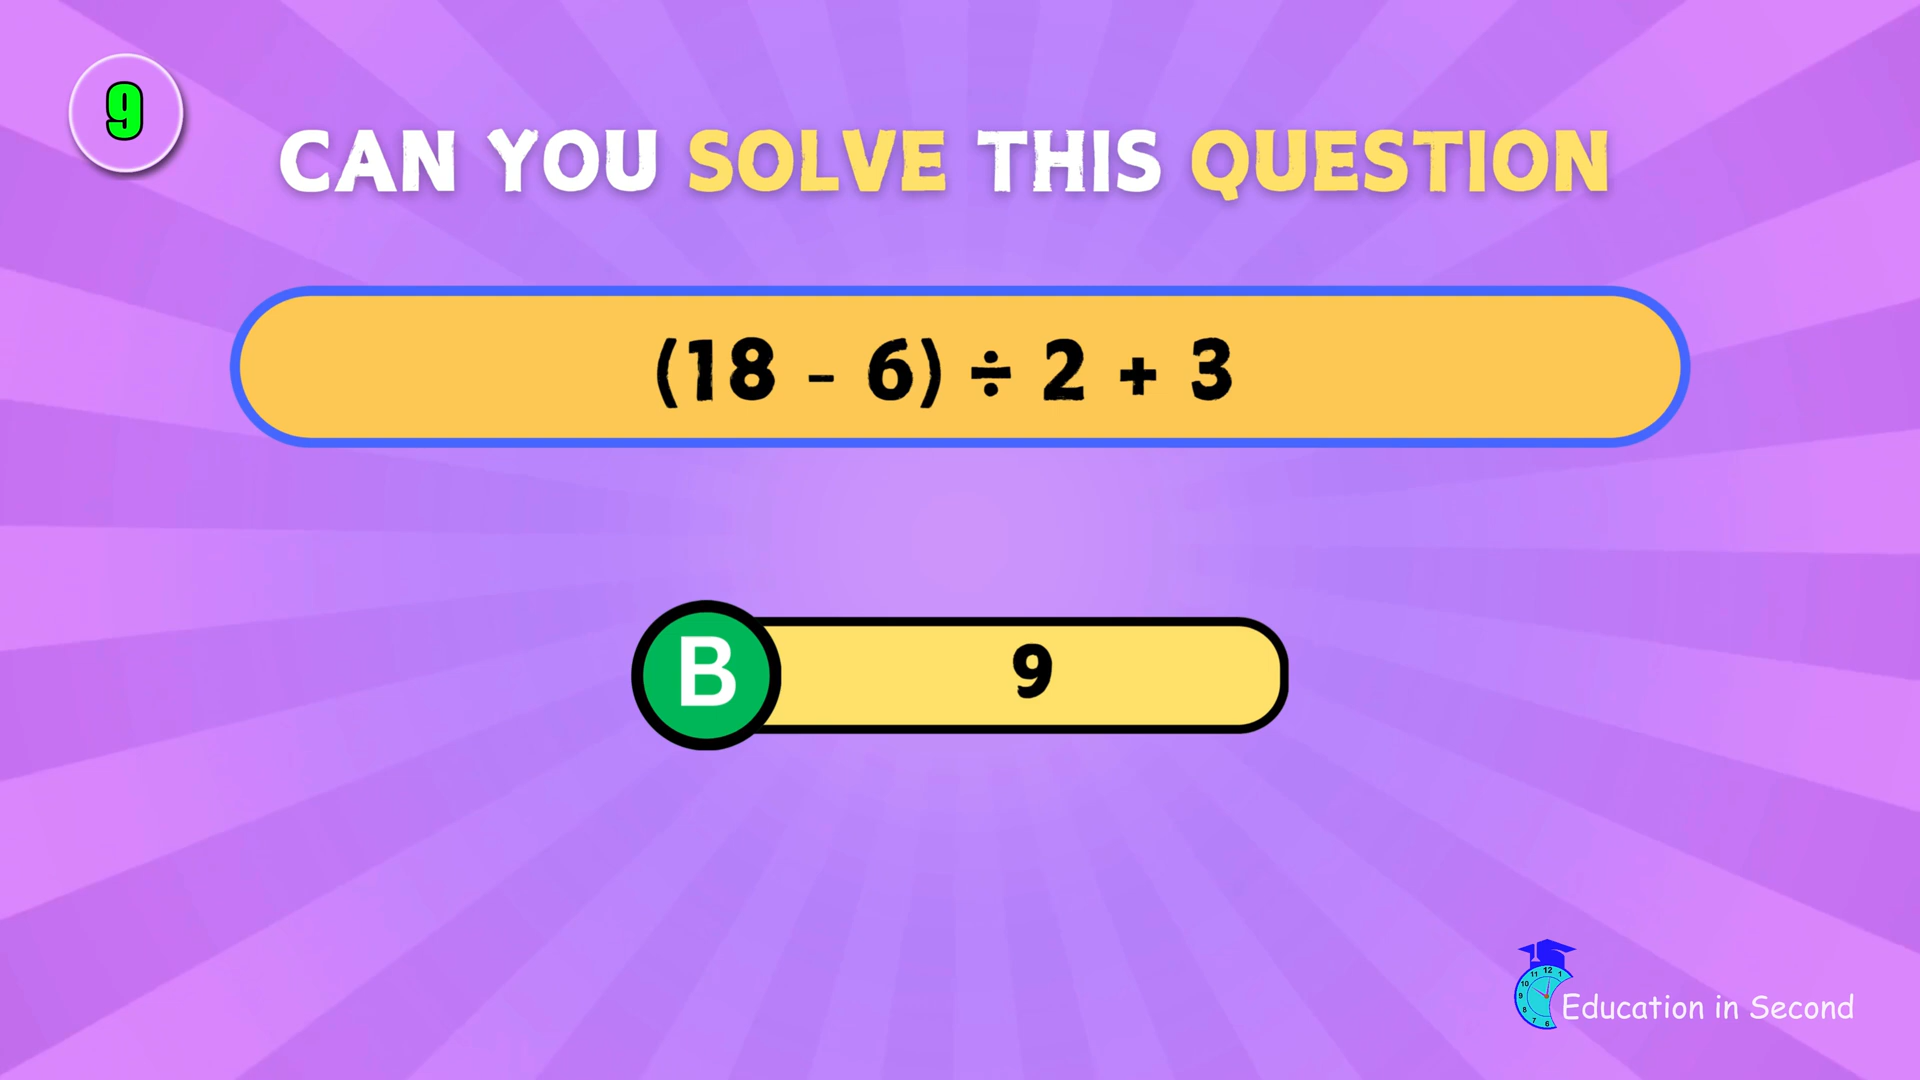 9
CAN YOU SOLVE THIS QUESTION
(18 - 6) ÷ 2 + 3
B 9
Education in Second